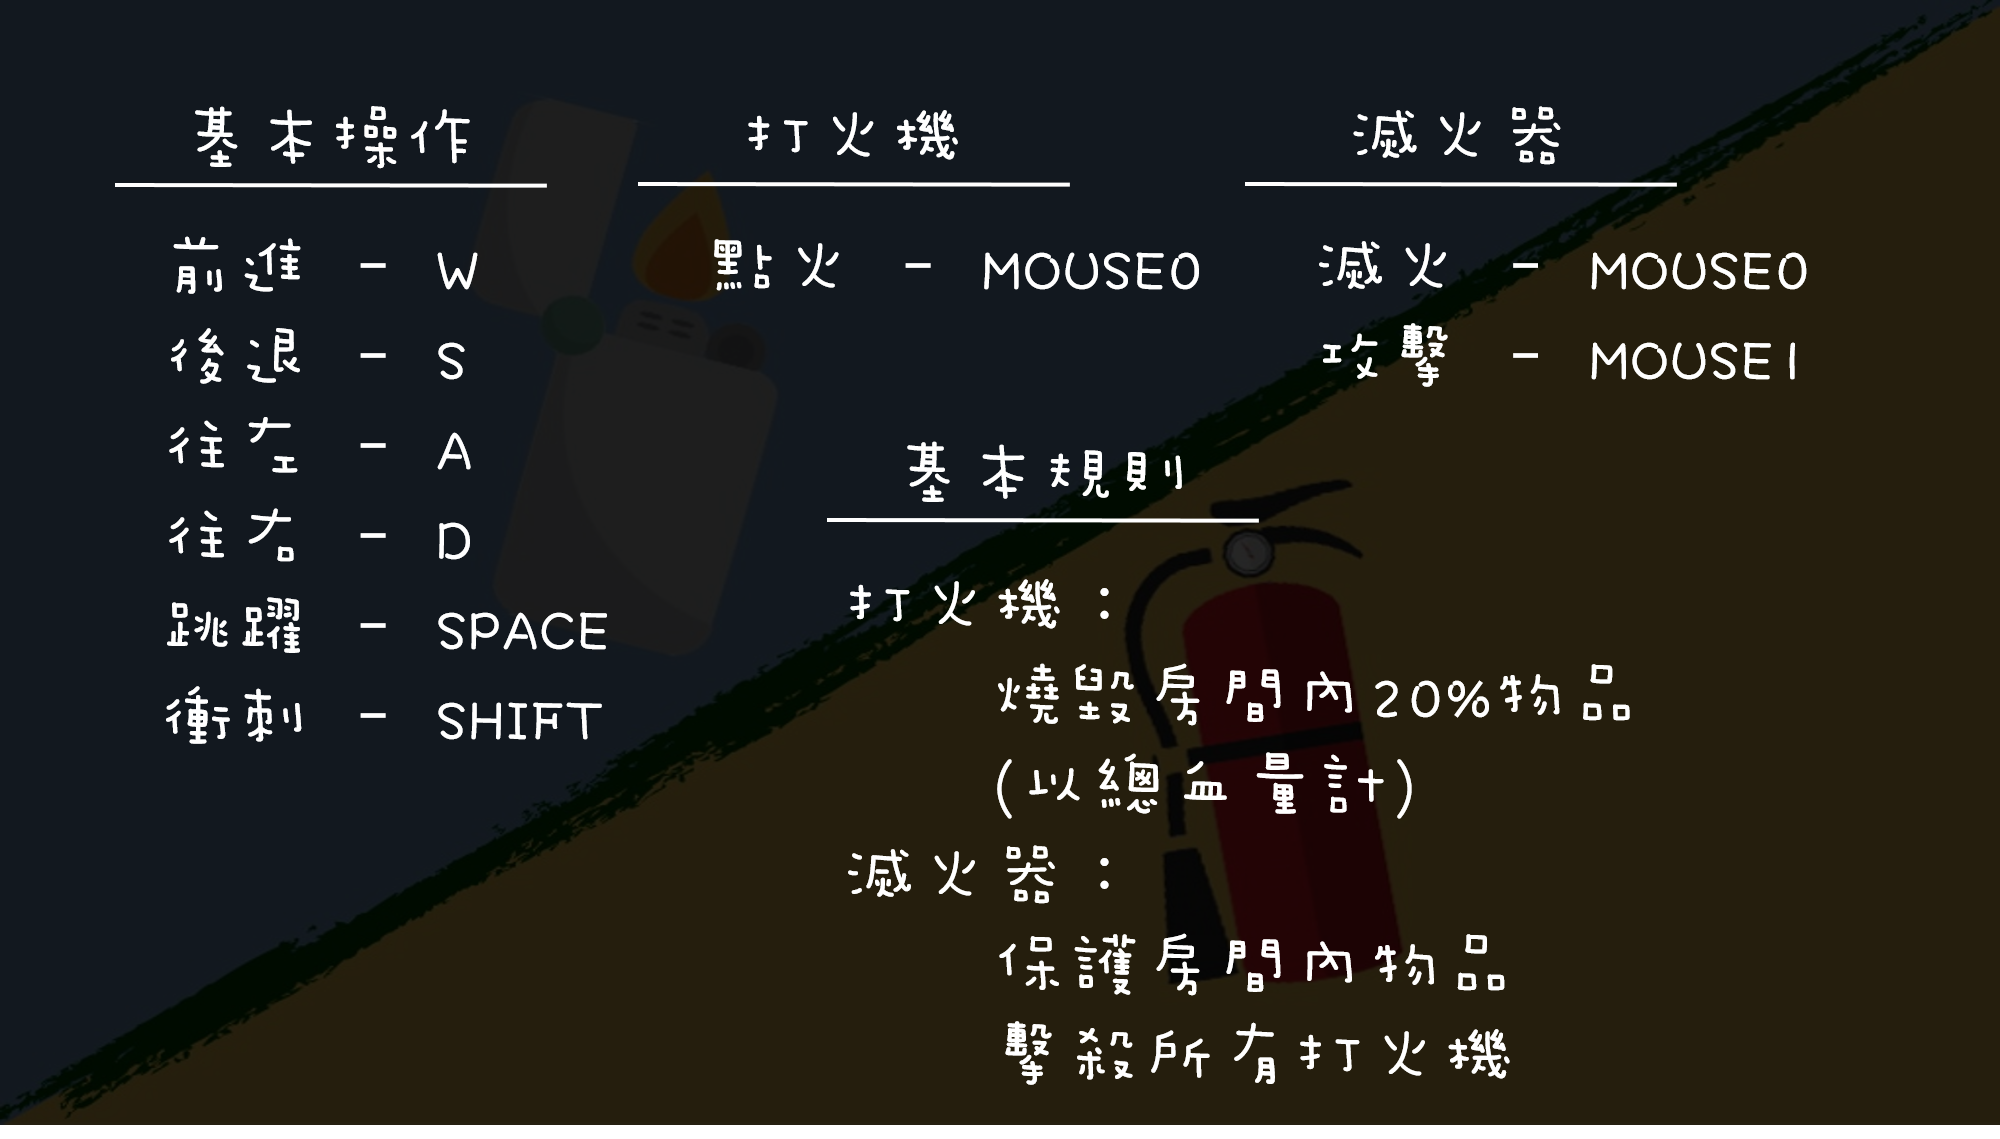 基本操作
前進 - W
後退 - S
往左 - A
往右 - D
跳躍 - SPACE
衝刺 - SHIFT
打火機
點火 - MOUSE0
滅火器
滅火 - MOUSE0
攻擊 - MOUSE1
基本規則
打火機：
燒毀房間內20%物品
(以總血量計)
滅火器：
保護房間內物品
擊殺所有打火機